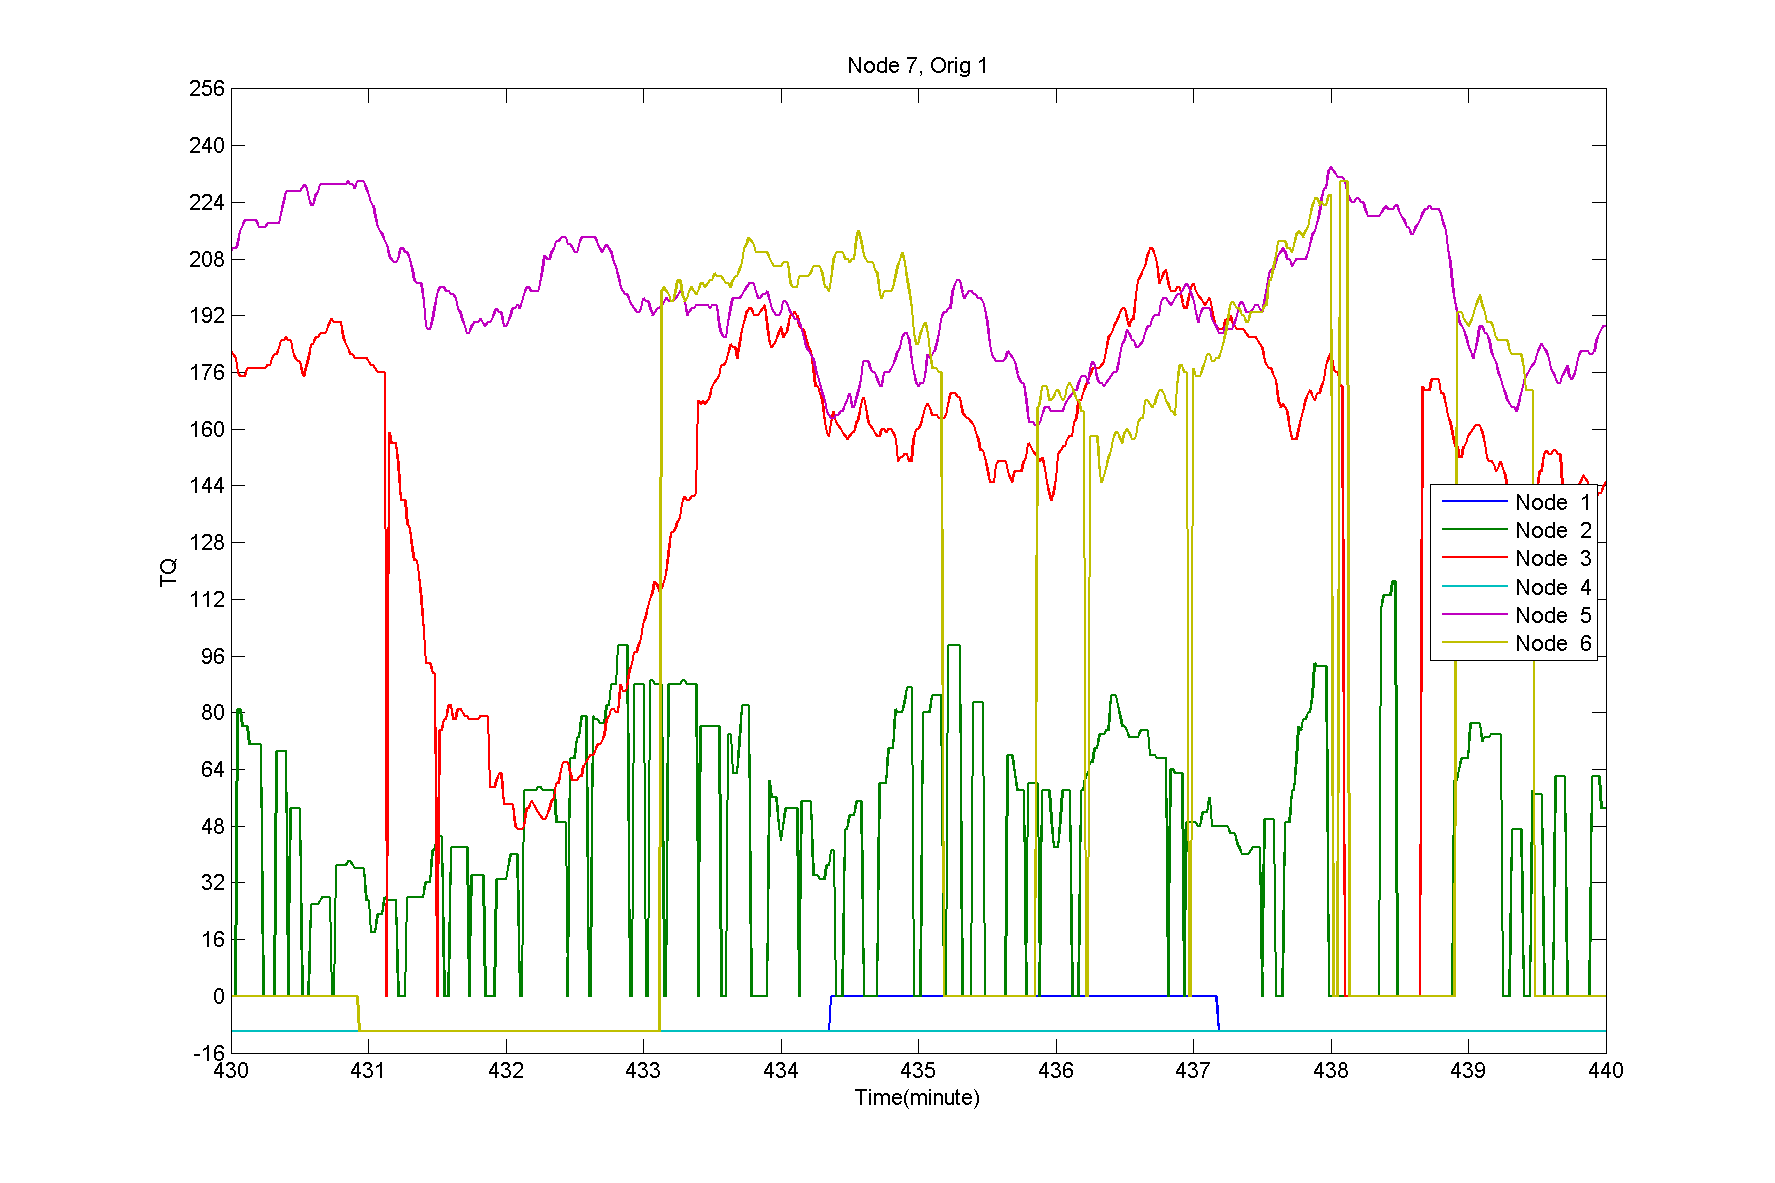 Node 7, Orig 1
256
240
224
208
192
176
160
144
128
112
96
80
64
48
32
16
0
-16
TQ
430 431 432 433 434 435 436 437 438 439 440
Time(minute)
Node 1
Node 2
Node 3
Node 4
Node 5
Node 6